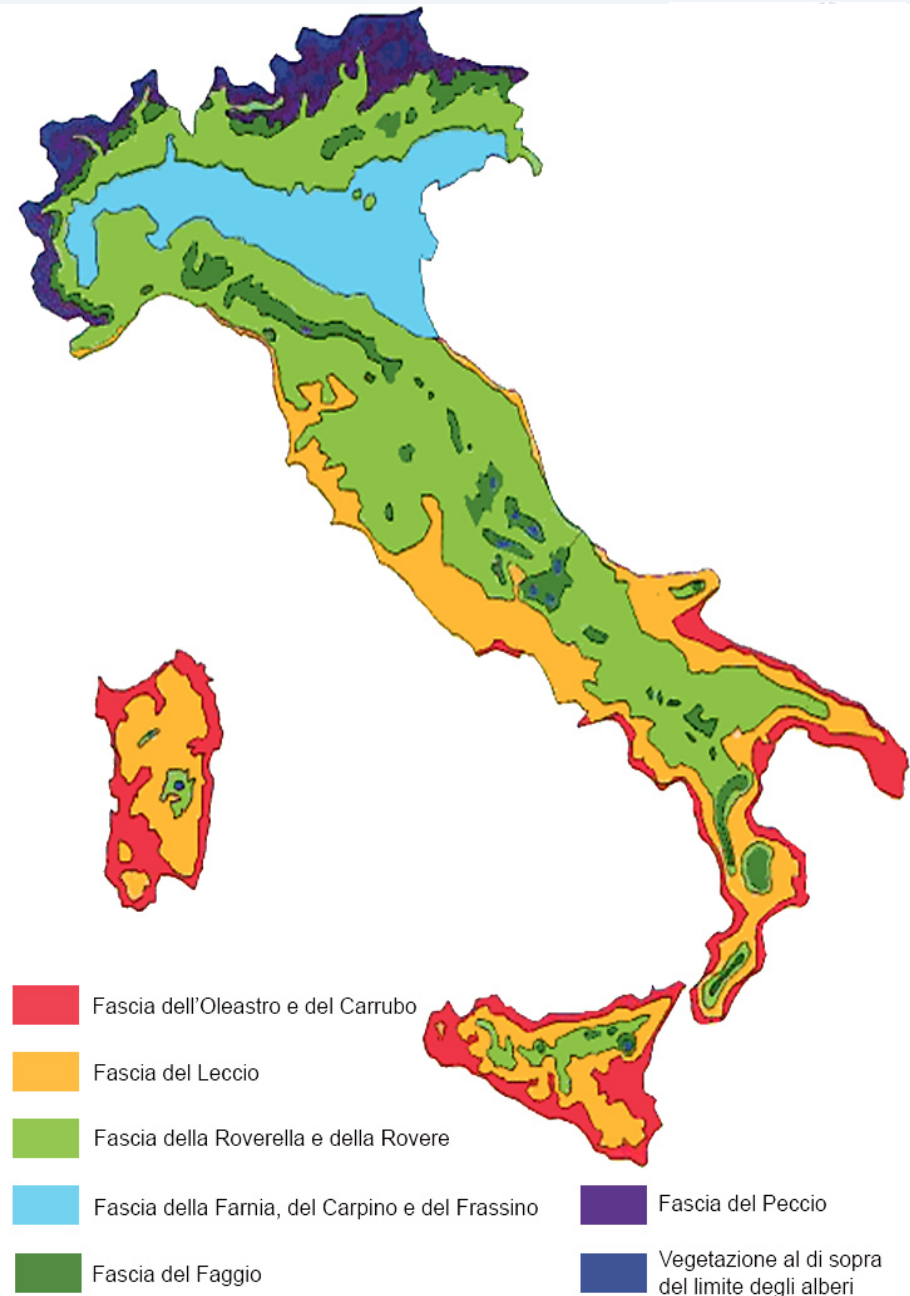 Fascia dell'Oleastro e del Carrubo
Fascia del Leccio
Fascia della Roverella e della Rovere
Fascia della Farnia, del Carpino e del Frassino
Fascia del Faggio
Fascia del Peccio
Vegetazione al di sopra
del limite degli alberi